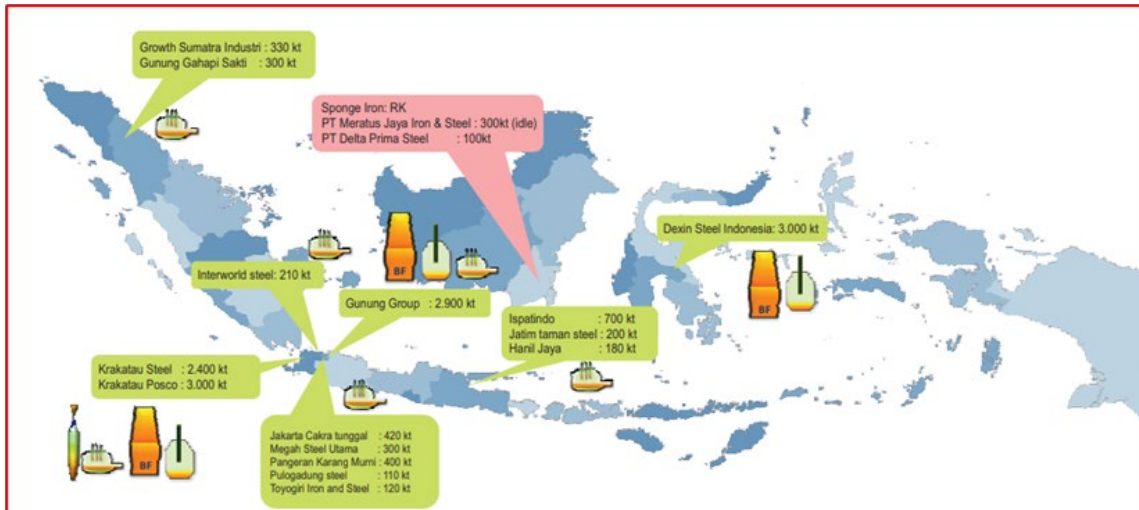 Growth Sumatra Industri : 330 kt
Gunung Gahapi Sakti : 300 kt
Sponge Iron: RK
PT Meratus Jaya Iron & Steel : 300kt (idle)
PT Delta Prima Steel : 100kt
Dexin Steel Indonesia: 3.000 kt
BF
BF
Interworld steel: 210 kt
Gunung Group : 2.900 kt
Ispatindo : 700 kt
Jatim taman steel : 200 kt
Hanil Jaya : 180 kt
Krakatau Steel : 2.400 kt
Krakatau Posco : 3.000 kt
BF
Jakarta Cakra tunggal : 420 kt
Megah Steel Utama : 300 kt
Pangeran Karang Murni : 400 kt
Pulogadung steel : 110 kt
Toyogiri Iron and Steel : 120 kt